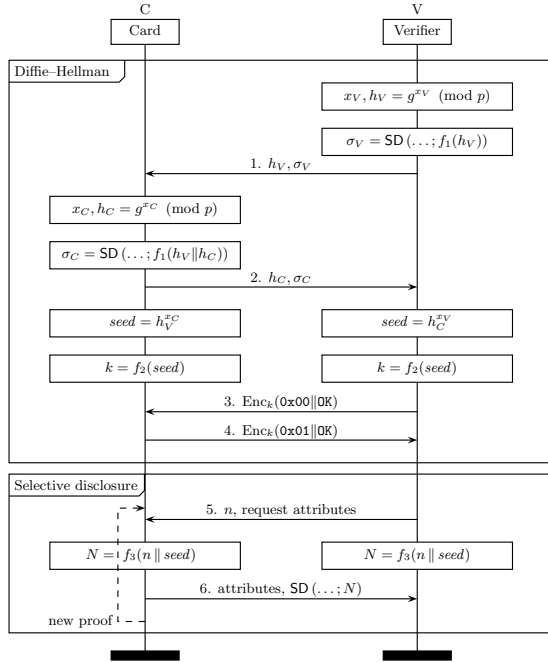 C V
Card Verifier
Diffie–Hellman
x_V, h_V = g^{x_V} (mod p)
σ_V = SD (...; f_1(h_V))
1. h_V, σ_V
x_C, h_C = g^{x_C} (mod p)
σ_C = SD (...; f_1(h_V∥h_C))
2. h_C, σ_C
seed = h_V^{x_C} seed = h_C^{x_V}
k = f_2(seed) k = f_2(seed)
3. Enc_k(0x00∥OK)
4. Enc_k(0x01∥OK)
Selective disclosure
5. n, request attributes
N = f_3(n ∥ seed) N = f_3(n ∥ seed)
6. attributes, SD (...; N)
new proof